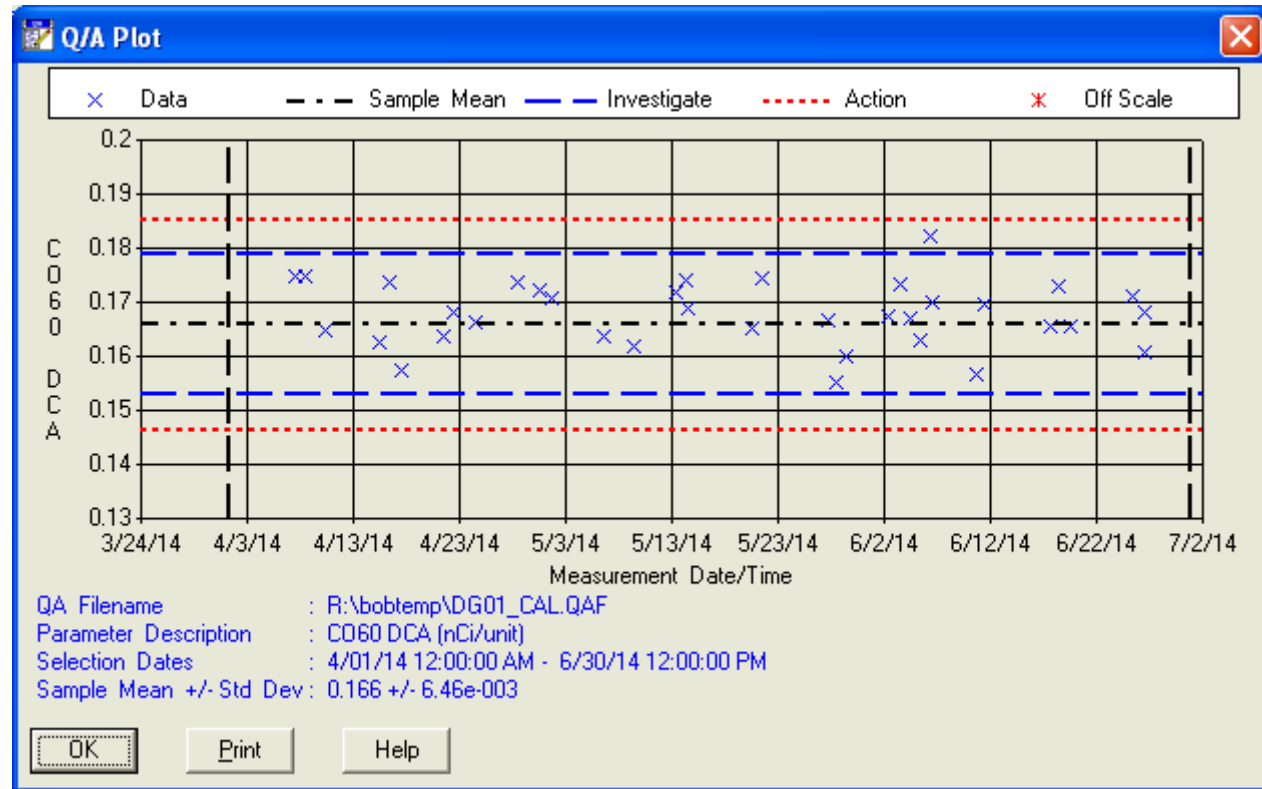 Q/A Plot
Data Sample Mean Investigate Action Off Scale
0.2
0.19
0.18
0.17
0.16
0.15
0.14
0.13
CO60 DCA
3/24/14 4/3/14 4/13/14 4/23/14 5/3/14 5/13/14 5/23/14 6/2/14 6/12/14 6/22/14 7/2/14
Measurement Date/Time
QA Filename : R:\bobtemp\DG01_CAL.QAF
Parameter Description : CO60 DCA (nCi/unit)
Selection Dates : 4/01/14 12:00:00 AM - 6/30/14 12:00:00 PM
Sample Mean +/- Std Dev : 0.166 +/- 6.46e-003
OK Print Help